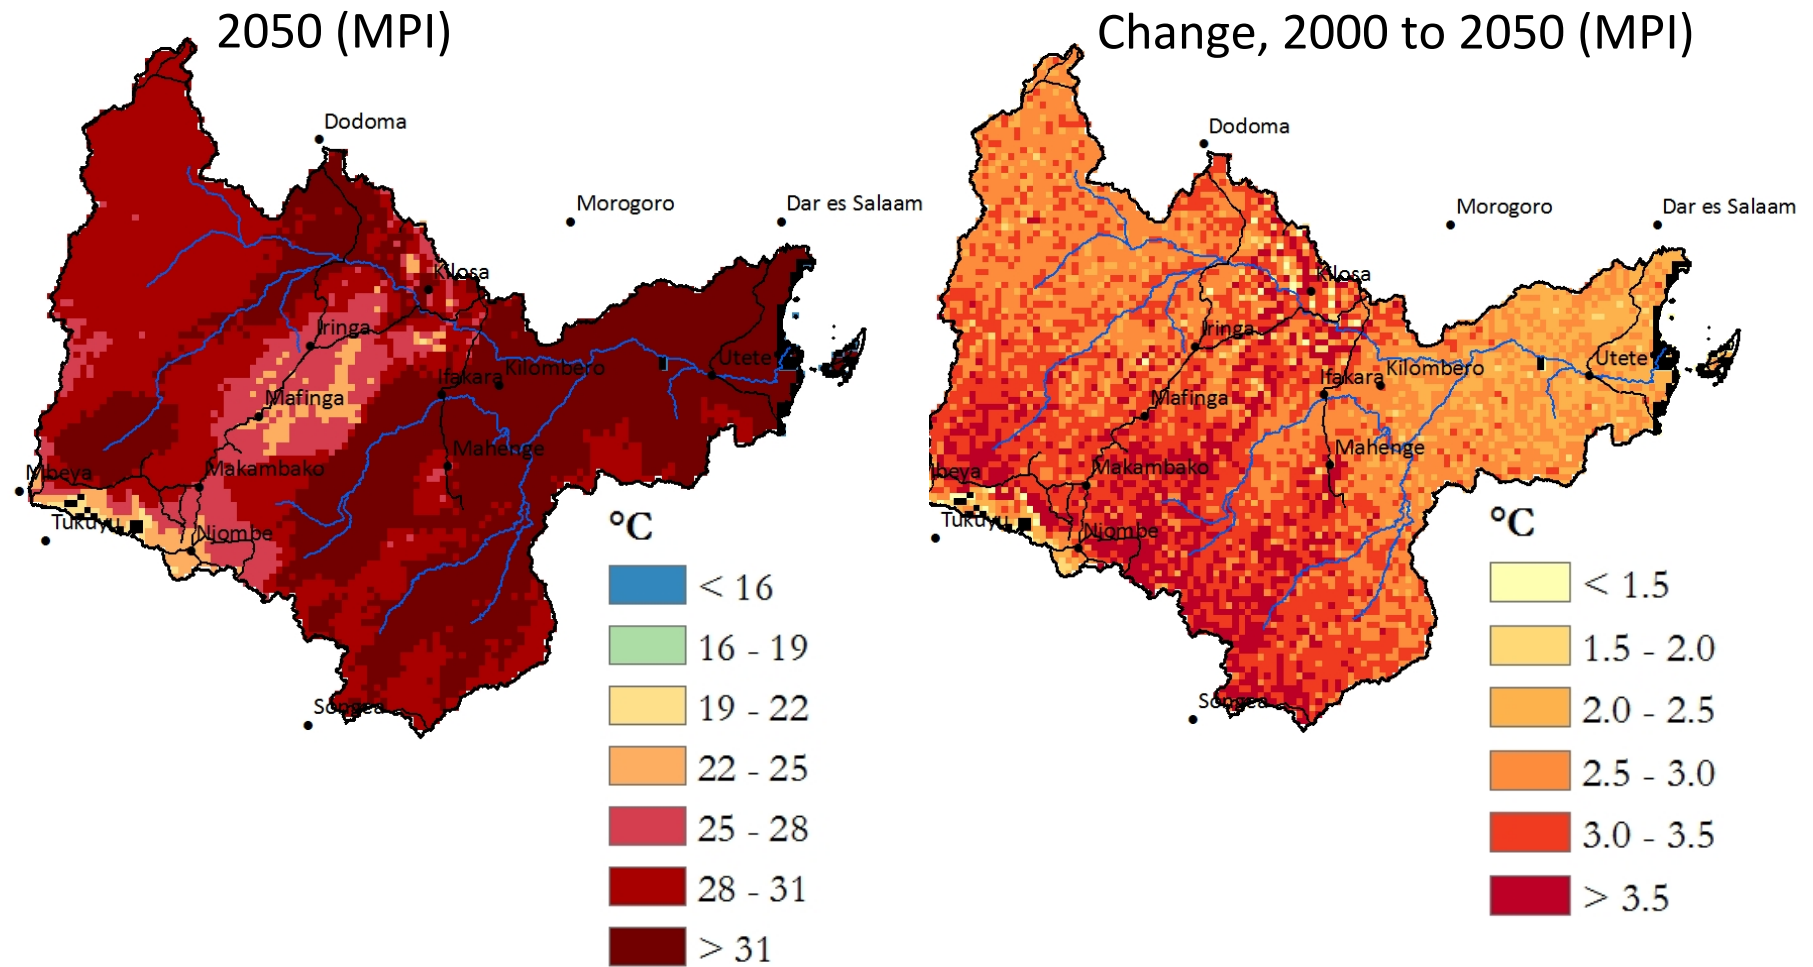 2050 (MPI)
Dodoma
Morogoro
Dar es Salaam
Kilosa
Iringa
Utete
Kilombero
Ifakara
Mafinga
Mahenge
Makambako
Mbeya
Tukuyu
Njombe
Songea
°C
< 16
16 - 19
19 - 22
22 - 25
25 - 28
28 - 31
> 31
Change, 2000 to 2050 (MPI)
Dodoma
Morogoro
Dar es Salaam
Kilosa
Iringa
Utete
Kilombero
Ifakara
Mafinga
Mahenge
Makambako
Mbeya
Tukuyu
Njombe
Songea
°C
< 1.5
1.5 - 2.0
2.0 - 2.5
2.5 - 3.0
3.0 - 3.5
> 3.5